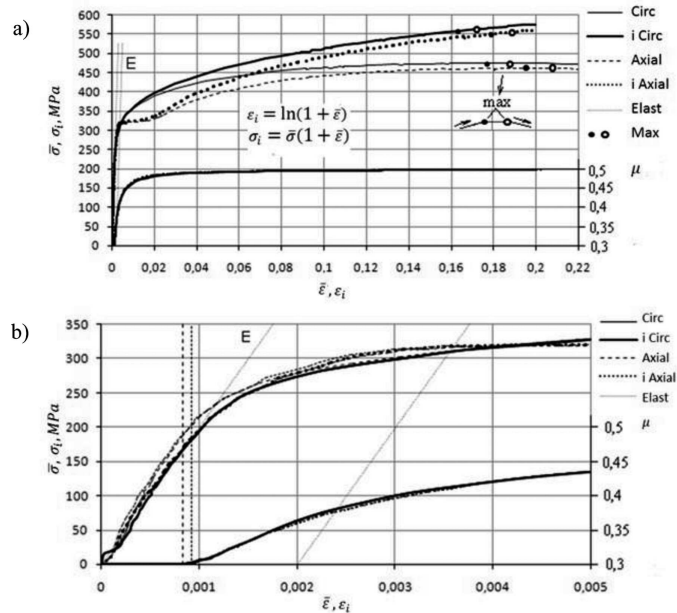 a)
600
550
500
450
400
350
300
250
200
150
100
50
0
σ̄, σᵢ, MPa
E
εᵢ = ln(1 + ε̄)
σᵢ = σ̄(1 + ε̄)
max
0,5
0,45
0,4
0,35
0,3
μ
0 0,02 0,04 0,06 0,08 0,1 0,12 0,14 0,16 0,18 0,2 0,22
ε̄, εᵢ
Circ
i Circ
Axial
i Axial
Elast
Max
b)
350
300
250
200
150
100
50
0
σ̄, σᵢ, MPa
E
0,5
0,45
0,4
0,35
0,3
μ
0 0,001 0,002 0,003 0,004 0,005
ε̄, εᵢ
Circ
i Circ
Axial
i Axial
Elast